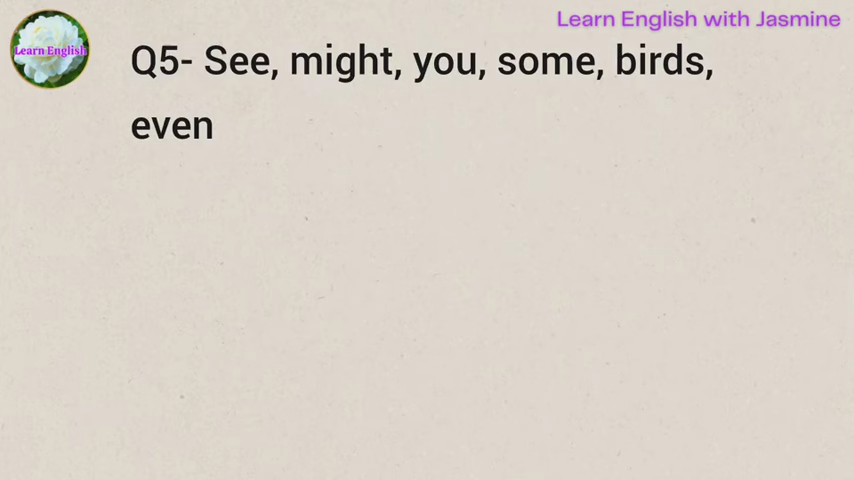 Learn English with Jasmine
Learn English
Q5- See, might, you, some, birds,
even